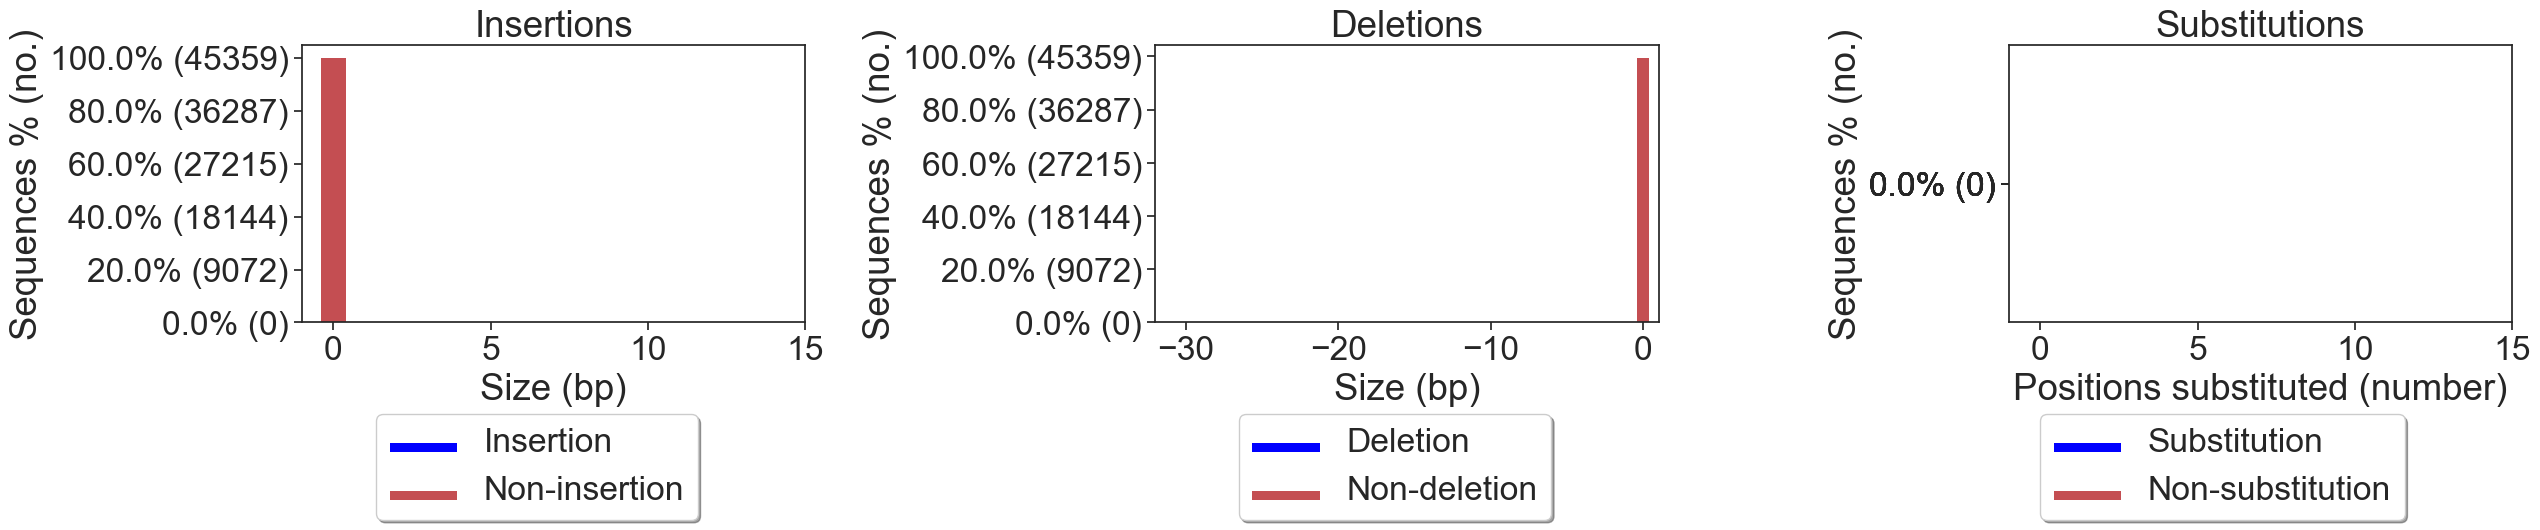 Insertions
Sequences % (no.)
100.0% (45359)
80.0% (36287)
60.0% (27215)
40.0% (18144)
20.0% (9072)
0.0% (0)
0
5
10
15
Size (bp)
Insertion
Non-insertion
Deletions
Sequences % (no.)
100.0% (45359)
80.0% (36287)
60.0% (27215)
40.0% (18144)
20.0% (9072)
0.0% (0)
−30
−20
−10
0
Size (bp)
Deletion
Non-deletion
Substitutions
Sequences % (no.)
0.0% (0)
0
5
10
15
Positions substituted (number)
Substitution
Non-substitution